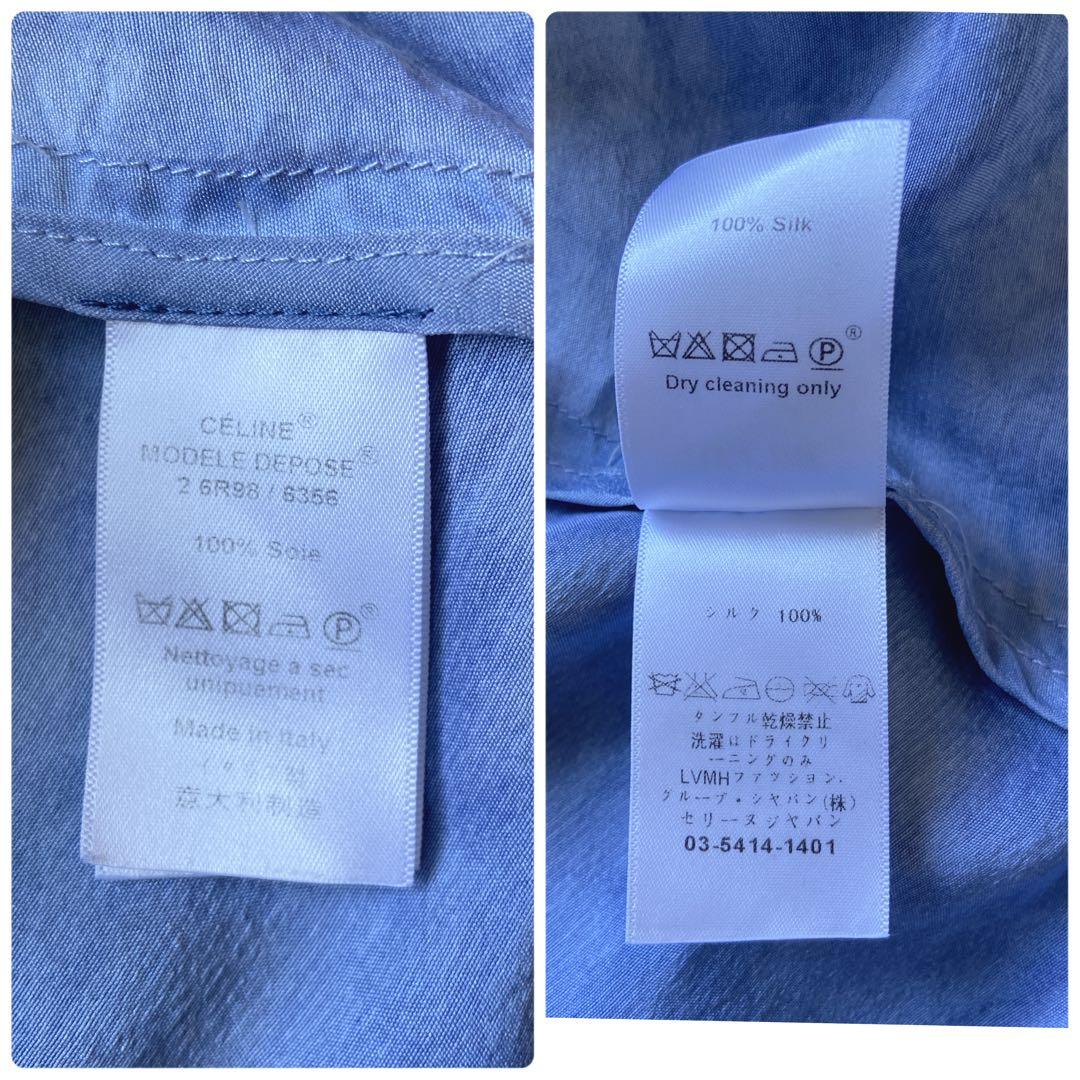 CÉLINE®
MODELE DEPOSE®
2 6R98 / 6356
100% Soie
P®
Nettoyage a sec
unipuement
Made in Italy
イタリア製
意大利制造
100% Silk
P®
Dry cleaning only
シルク 100%
タンブル乾燥禁止
洗濯はドライクリ
ーニングのみ
LVMHファッション.
グループ・ジャパン(株)
セリーヌジャパン
03-5414-1401